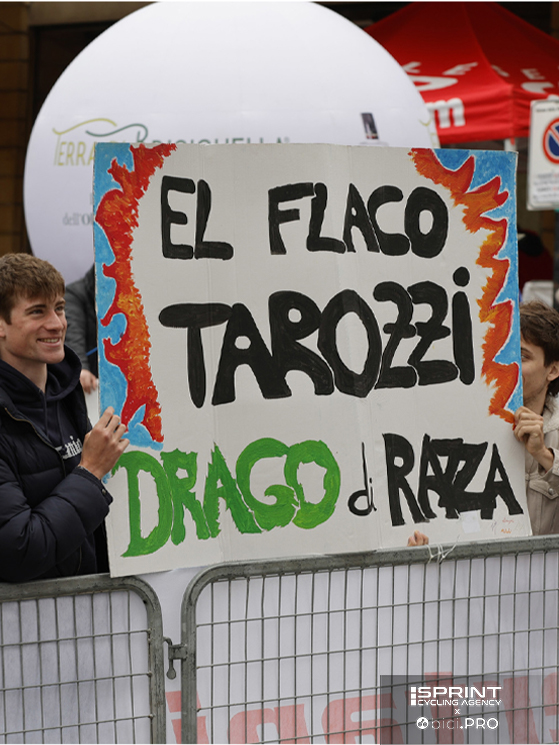 EL FLACO
TAROZZI
DRAGO di RAZZA
SPRINT
CYCLING AGENCY
x
bici.PRO